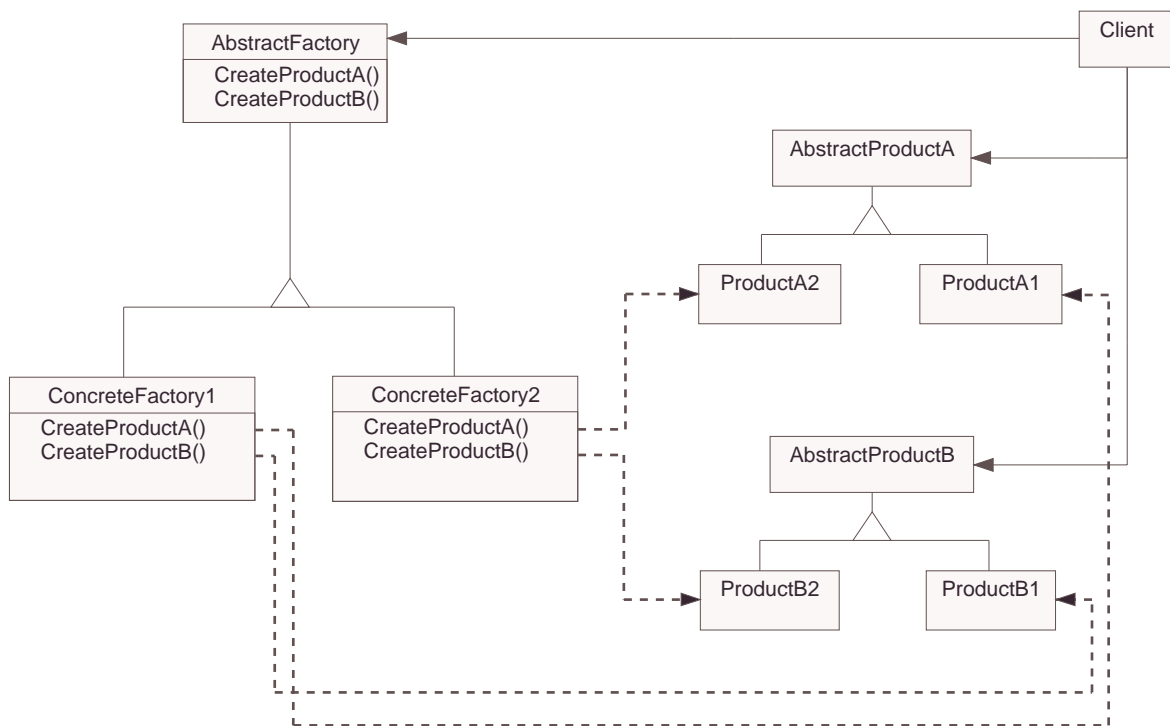 AbstractFactory
CreateProductA()
CreateProductB()
Client
AbstractProductA
ProductA2
ProductA1
ConcreteFactory1
CreateProductA()
CreateProductB()
ConcreteFactory2
CreateProductA()
CreateProductB()
AbstractProductB
ProductB2
ProductB1